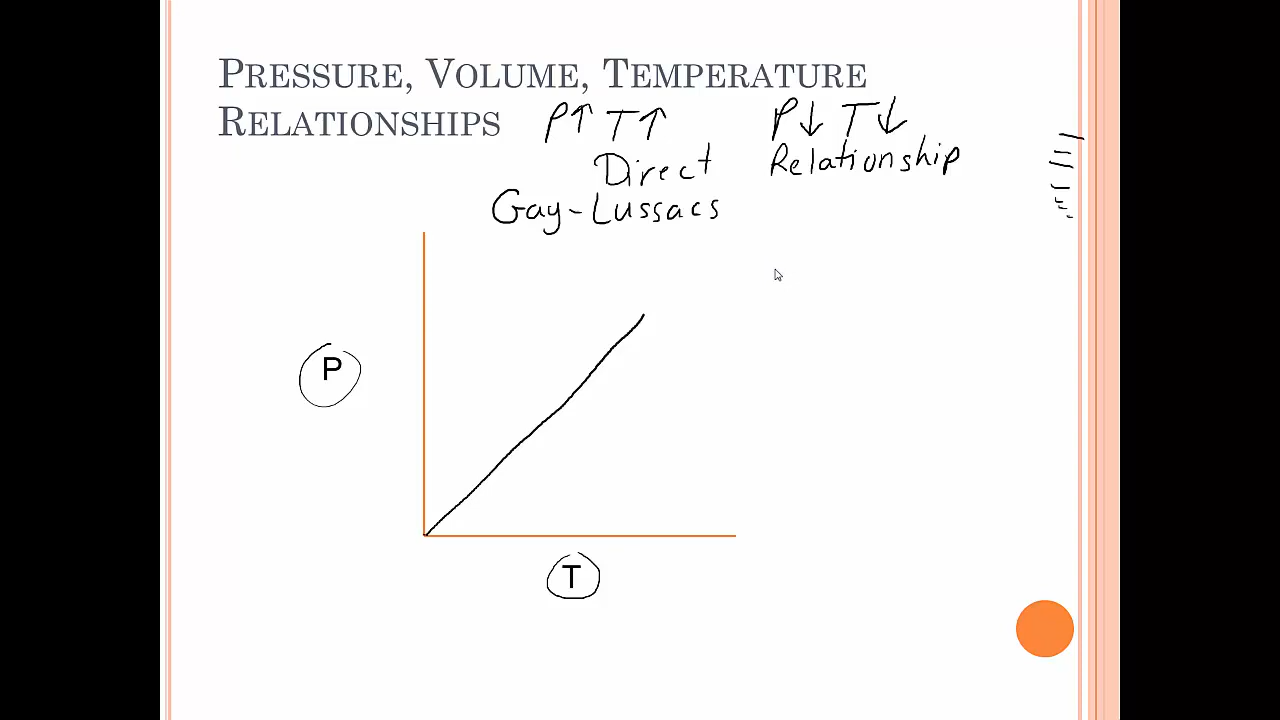 PRESSURE, VOLUME, TEMPERATURE
RELATIONSHIPS P↑ T↑ P↓ T↓
Direct Relationship
Gay-Lussacs
P
T